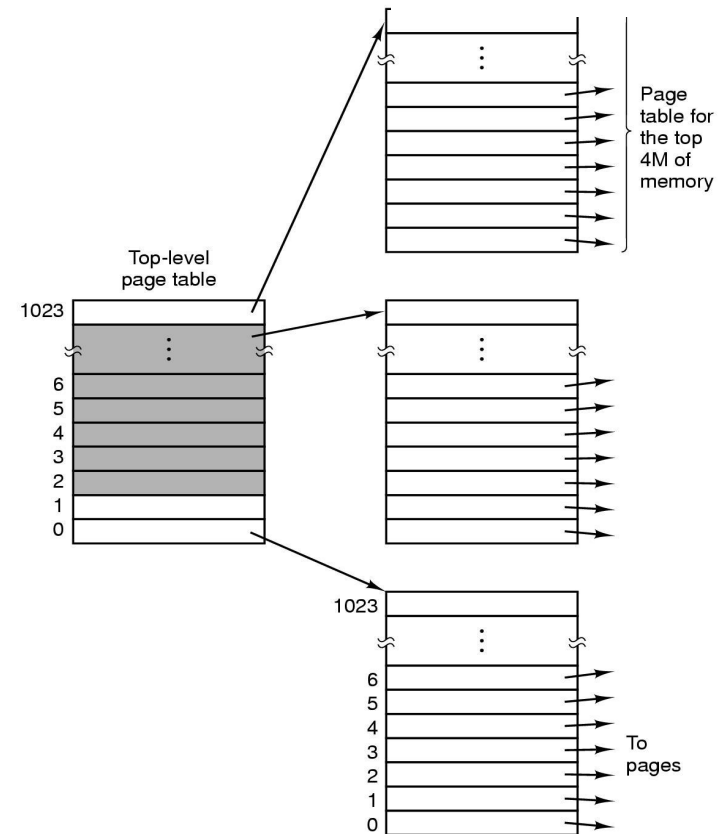 Page
table for
the top
4M of
memory
Top-level
page table
1023
6
5
4
3
2
1
0
1023
6
5
4
3
2
1
0
To
pages